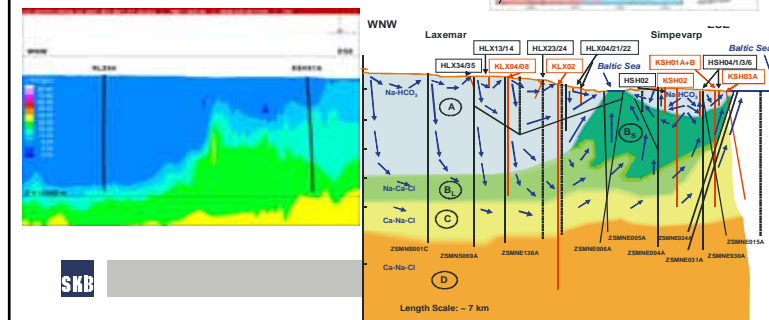 WNW
Laxemar
Simpevarp
HLX13/14
HLX23/24
HLX04/21/22
KSH01A+B
HSH04/1/3/6
Baltic Sea
HLX34/35
KLX04/08
KLX02
Baltic Sea
HSH02
KSH02
KSH03A
Na-HCO3
Na-HCO3
A
BS
Na-Ca-Cl
BL
Ca-Na-Cl
C
ZSMNS001C
ZSMNS069A
ZSMNE138A
ZSMNE006A
ZSMNE005A
ZSMNE004A
ZSMNE024A
ZSMNE031A
ZSMNE930A
ZSMNE015A
Ca-Na-Cl
D
Length Scale: ~ 7 km
WNW
SKB